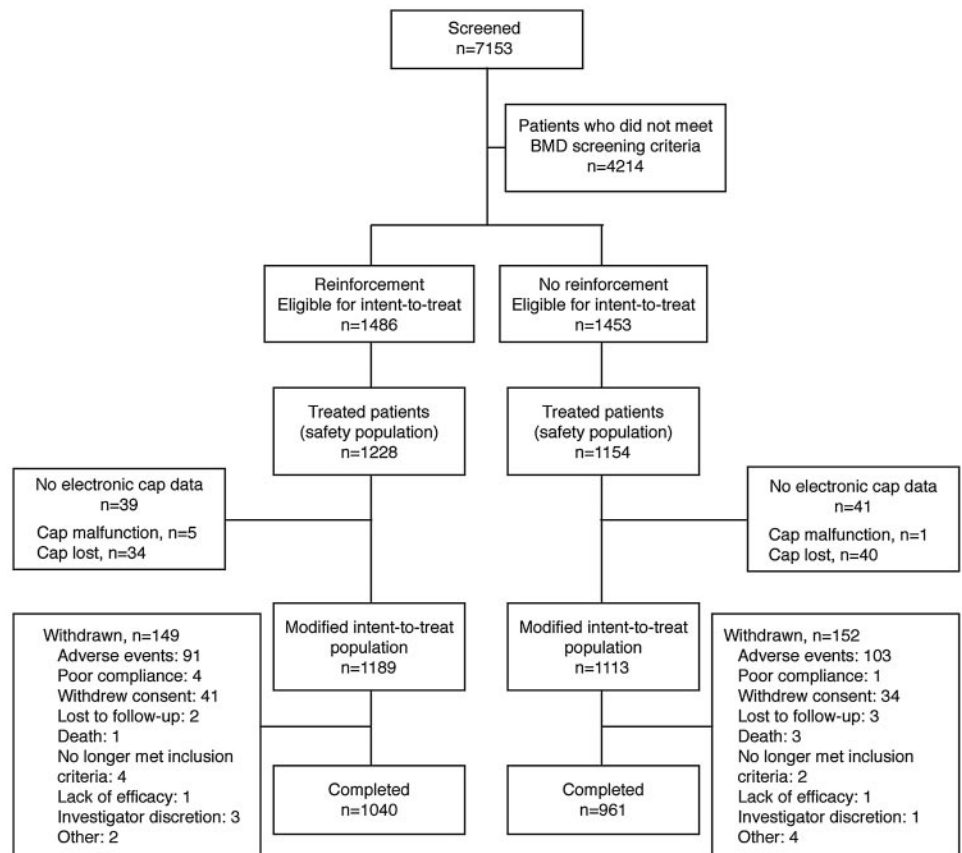 Screened
n=7153
Patients who did not meet
BMD screening criteria
n=4214
Reinforcement
Eligible for intent-to-treat
n=1486
No reinforcement
Eligible for intent-to-treat
n=1453
Treated patients
(safety population)
n=1228
Treated patients
(safety population)
n=1154
No electronic cap data
n=39
Cap malfunction, n=5
Cap lost, n=34
No electronic cap data
n=41
Cap malfunction, n=1
Cap lost, n=40
Modified intent-to-treat
population
n=1189
Modified intent-to-treat
population
n=1113
Withdrawn, n=149
Adverse events: 91
Poor compliance: 4
Withdrew consent: 41
Lost to follow-up: 2
Death: 1
No longer met inclusion
criteria: 4
Lack of efficacy: 1
Investigator discretion: 3
Other: 2
Withdrawn, n=152
Adverse events: 103
Poor compliance: 1
Withdrew consent: 34
Lost to follow-up: 3
Death: 3
No longer met inclusion
criteria: 2
Lack of efficacy: 1
Investigator discretion: 1
Other: 4
Completed
n=1040
Completed
n=961